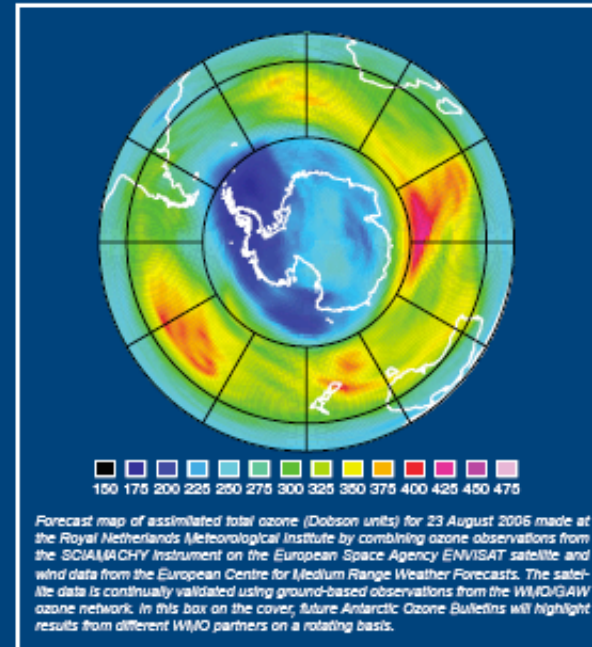 150 175 200 225 250 275 300 325 350 375 400 425 450 475
Forecast map of assimilated total ozone (Dobson units) for 23 August 2006 made at
the Royal Netherlands Meteorological Institute by combining ozone observations from
the SCIAMACHY instrument on the European Space Agency ENVISAT satellite and
wind data from the European Centre for Medium Range Weather Forecasts. The satel-
lite data is continually validated using ground-based observations from the WMO/GAW
ozone network. In this box on the cover, future Antarctic Ozone Bulletins will highlight
results from different WMO partners on a rotating basis.